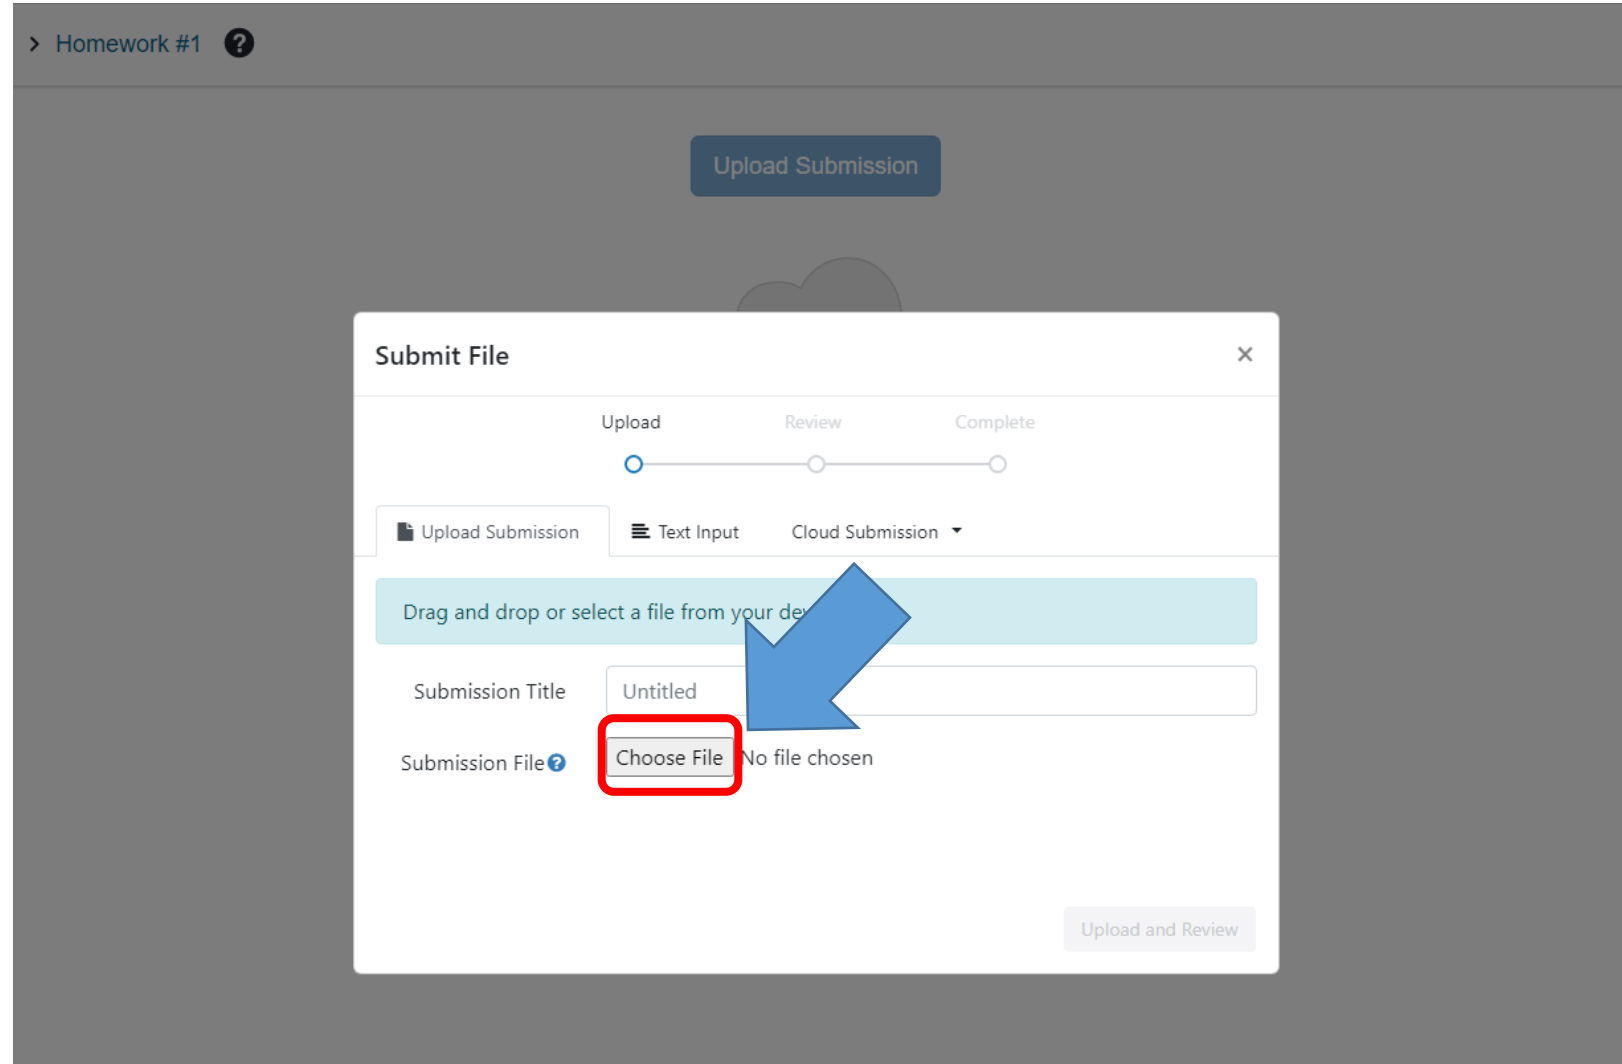 Homework #1
Upload Submission
Submit File
Upload Review Complete
Upload Submission Text Input Cloud Submission
Drag and drop or select a file from your
Submission Title Untitled
Submission File Choose File No file chosen
Upload and Review